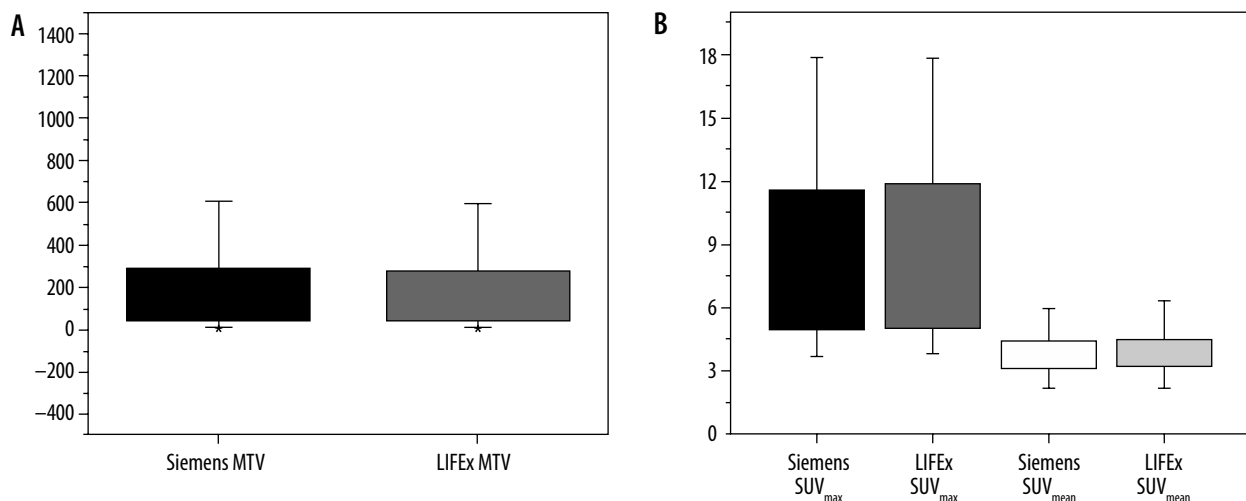 A
1400
1200
1000
800
600
400
200
0
−200
−400
Siemens MTV
LIFEx MTV
B
18
15
12
9
6
3
0
Siemens SUVmax
LIFEx SUVmax
Siemens SUVmean
LIFEx SUVmean